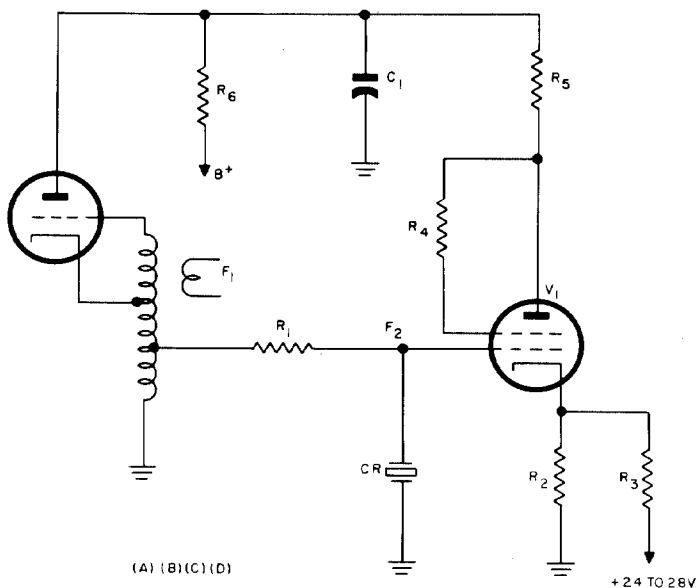 C1
R5
R6
B+
R4
F1
V1
R1
F2
CR
R2
R3
(A) (B) (C) (D)
+24 TO 28V